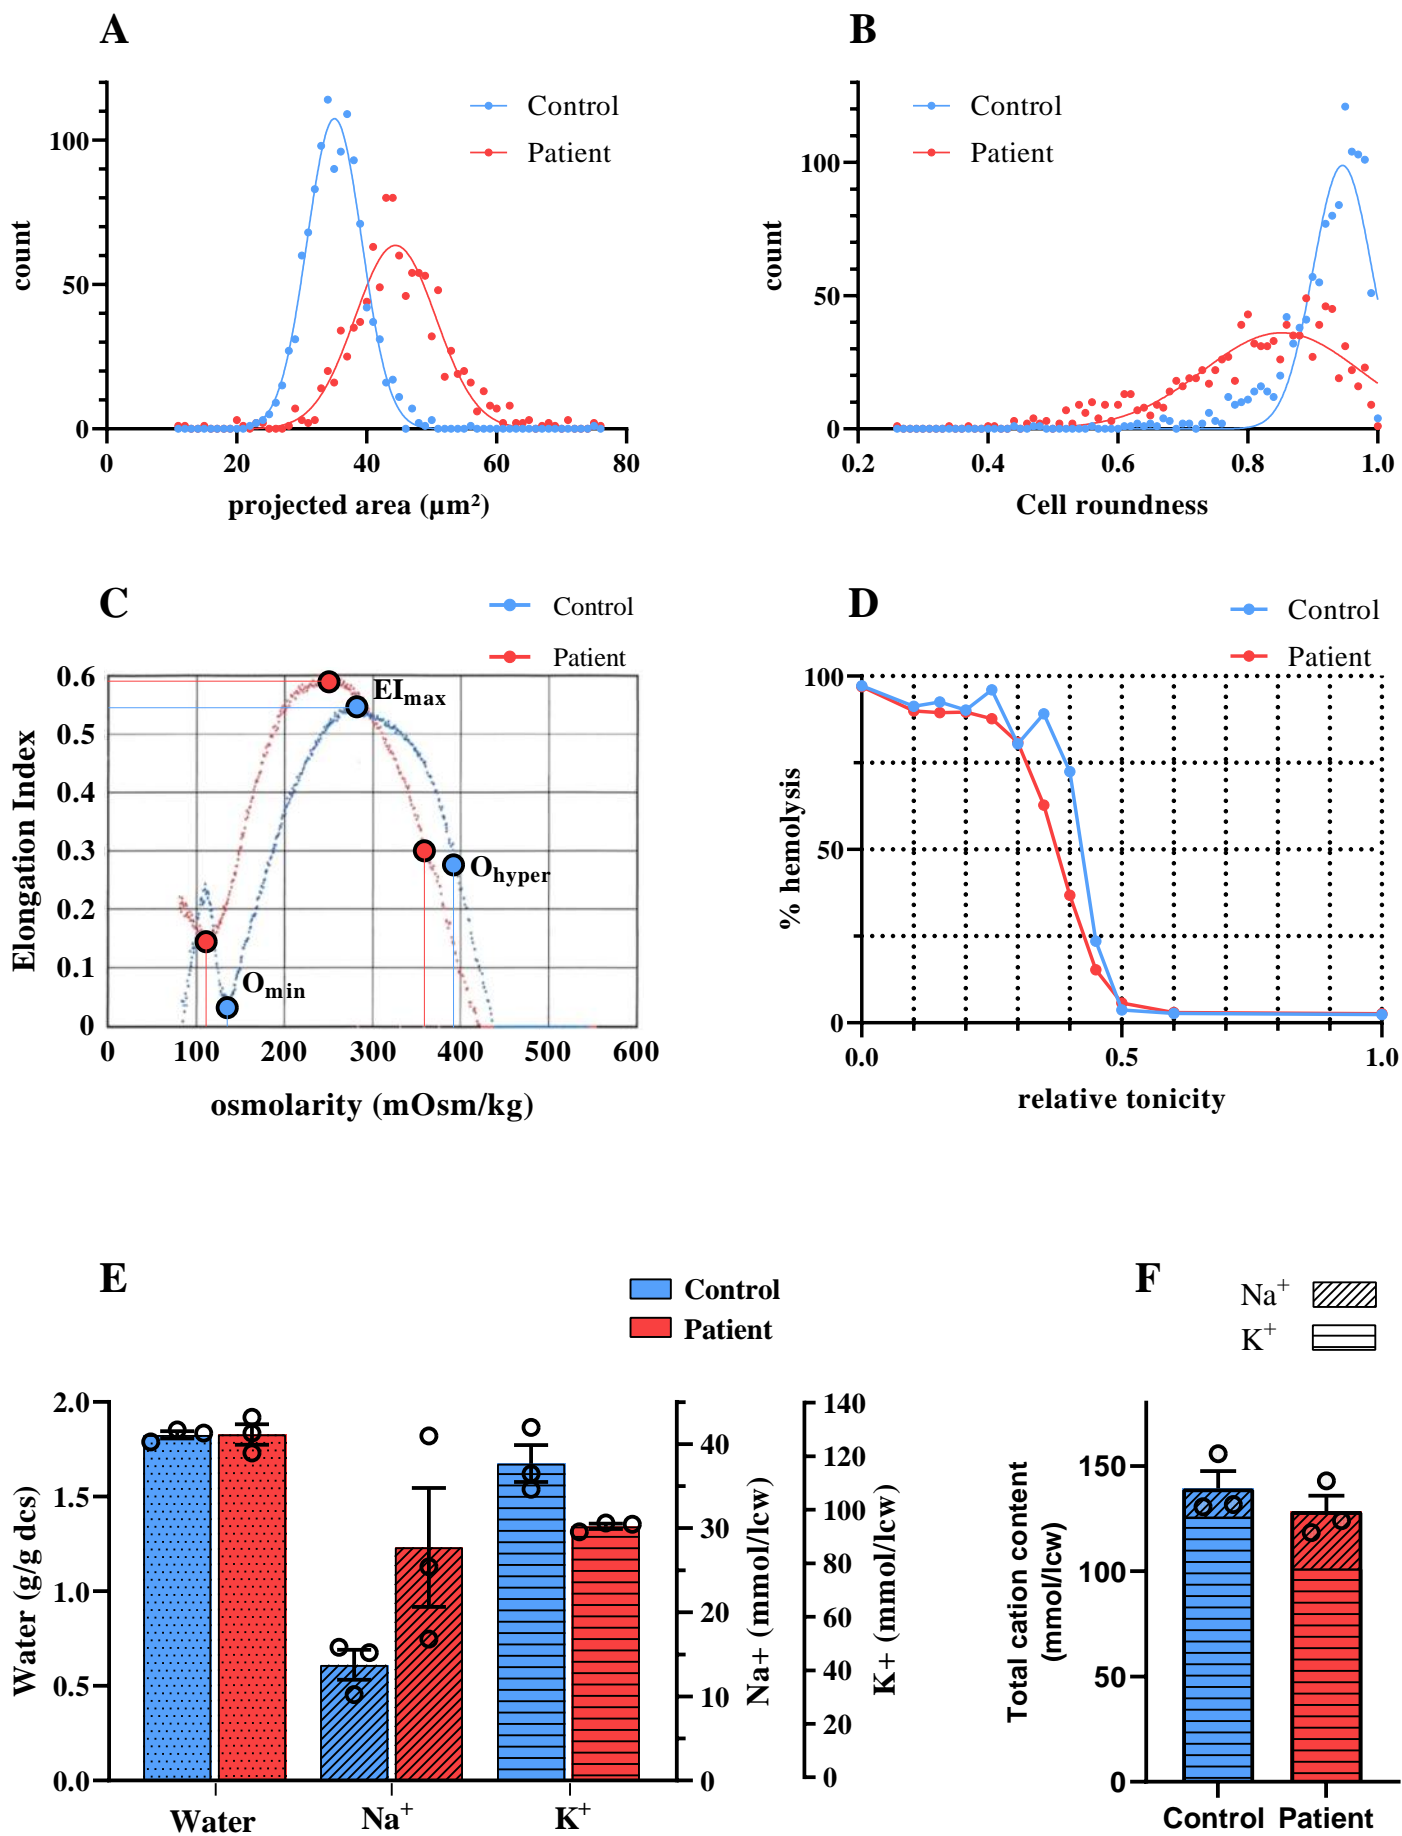 A
Control
Patient
count
0
50
100
0
20
40
60
80
projected area (µm²)
B
Control
Patient
count
0
50
100
0.2
0.4
0.6
0.8
1.0
Cell roundness
C
Control
Patient
Elongation Index
0.6
0.5
0.4
0.3
0.2
0.1
0
EImax
Ohyper
Omin
0
100
200
300
400
500
600
osmolarity (mOsm/kg)
D
Control
Patient
% hemolysis
100
50
0
0.0
0.5
1.0
relative tonicity
E
Control
Patient
Water (g/g dcs)
2.0
1.5
1.0
0.5
0.0
Water
Na+
K+
40
30
20
10
0
Na+ (mmol/lcw)
140
120
100
80
60
40
20
0
K+ (mmol/lcw)
F
Na+
K+
Total cation content
(mmol/lcw)
150
100
50
0
Control
Patient